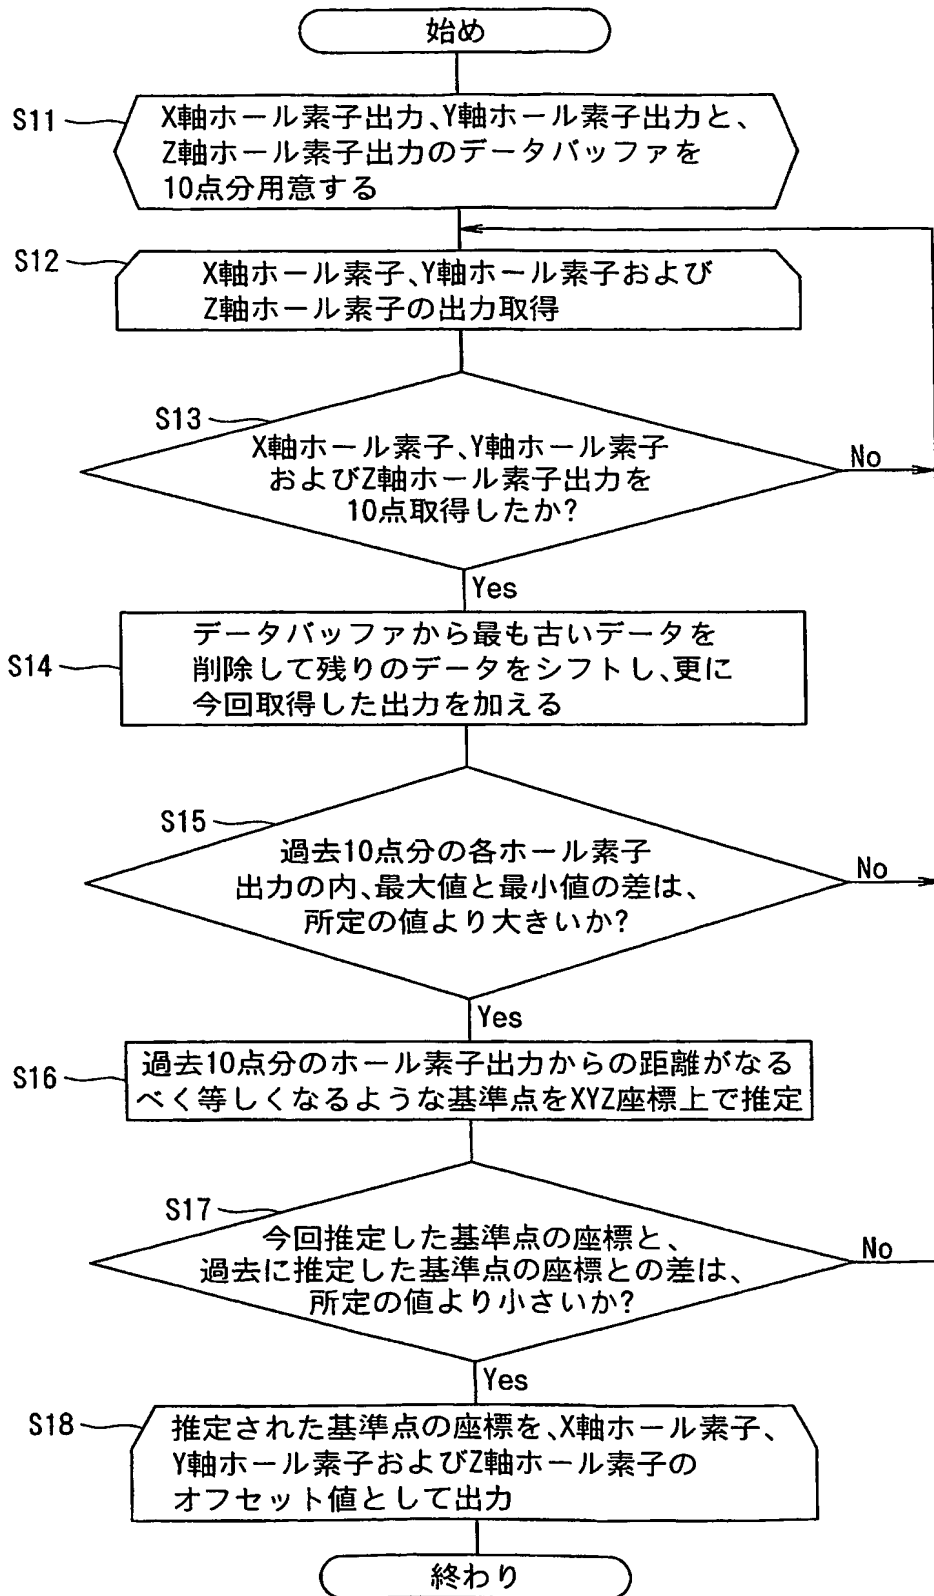 始め
S11
X軸ホール素子出力、Y軸ホール素子出力と、
Z軸ホール素子出力のデータバッファを
10点分用意する
S12
X軸ホール素子、Y軸ホール素子および
Z軸ホール素子の出力取得
S13
X軸ホール素子、Y軸ホール素子
およびZ軸ホール素子出力を
10点取得したか?
No
Yes
S14
データバッファから最も古いデータを
削除して残りのデータをシフトし、更に
今回取得した出力を加える
S15
過去10点分の各ホール素子
出力の内、最大値と最小値の差は、
所定の値より大きいか?
No
Yes
S16
過去10点分のホール素子出力からの距離がなる
べく等しくなるような基準点をXYZ座標上で推定
S17
今回推定した基準点の座標と、
過去に推定した基準点の座標との差は、
所定の値より小さいか?
No
Yes
S18
推定された基準点の座標を、X軸ホール素子、
Y軸ホール素子およびZ軸ホール素子の
オフセット値として出力
終わり